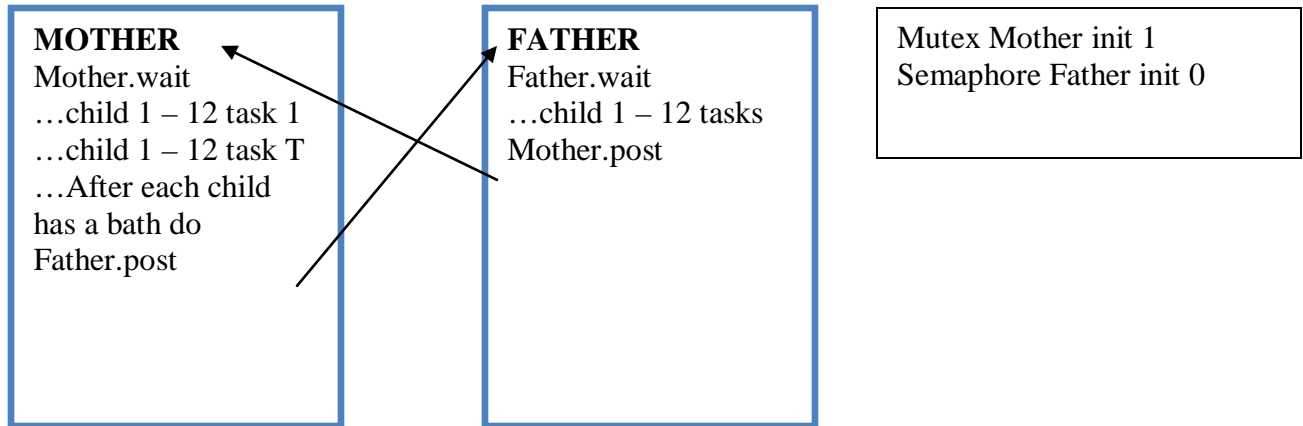 MOTHER
Mother.wait
…child 1 – 12 task 1
…child 1 – 12 task T
…After each child
has a bath do
Father.post
FATHER
Father.wait
…child 1 – 12 tasks
Mother.post
Mutex Mother init 1
Semaphore Father init 0